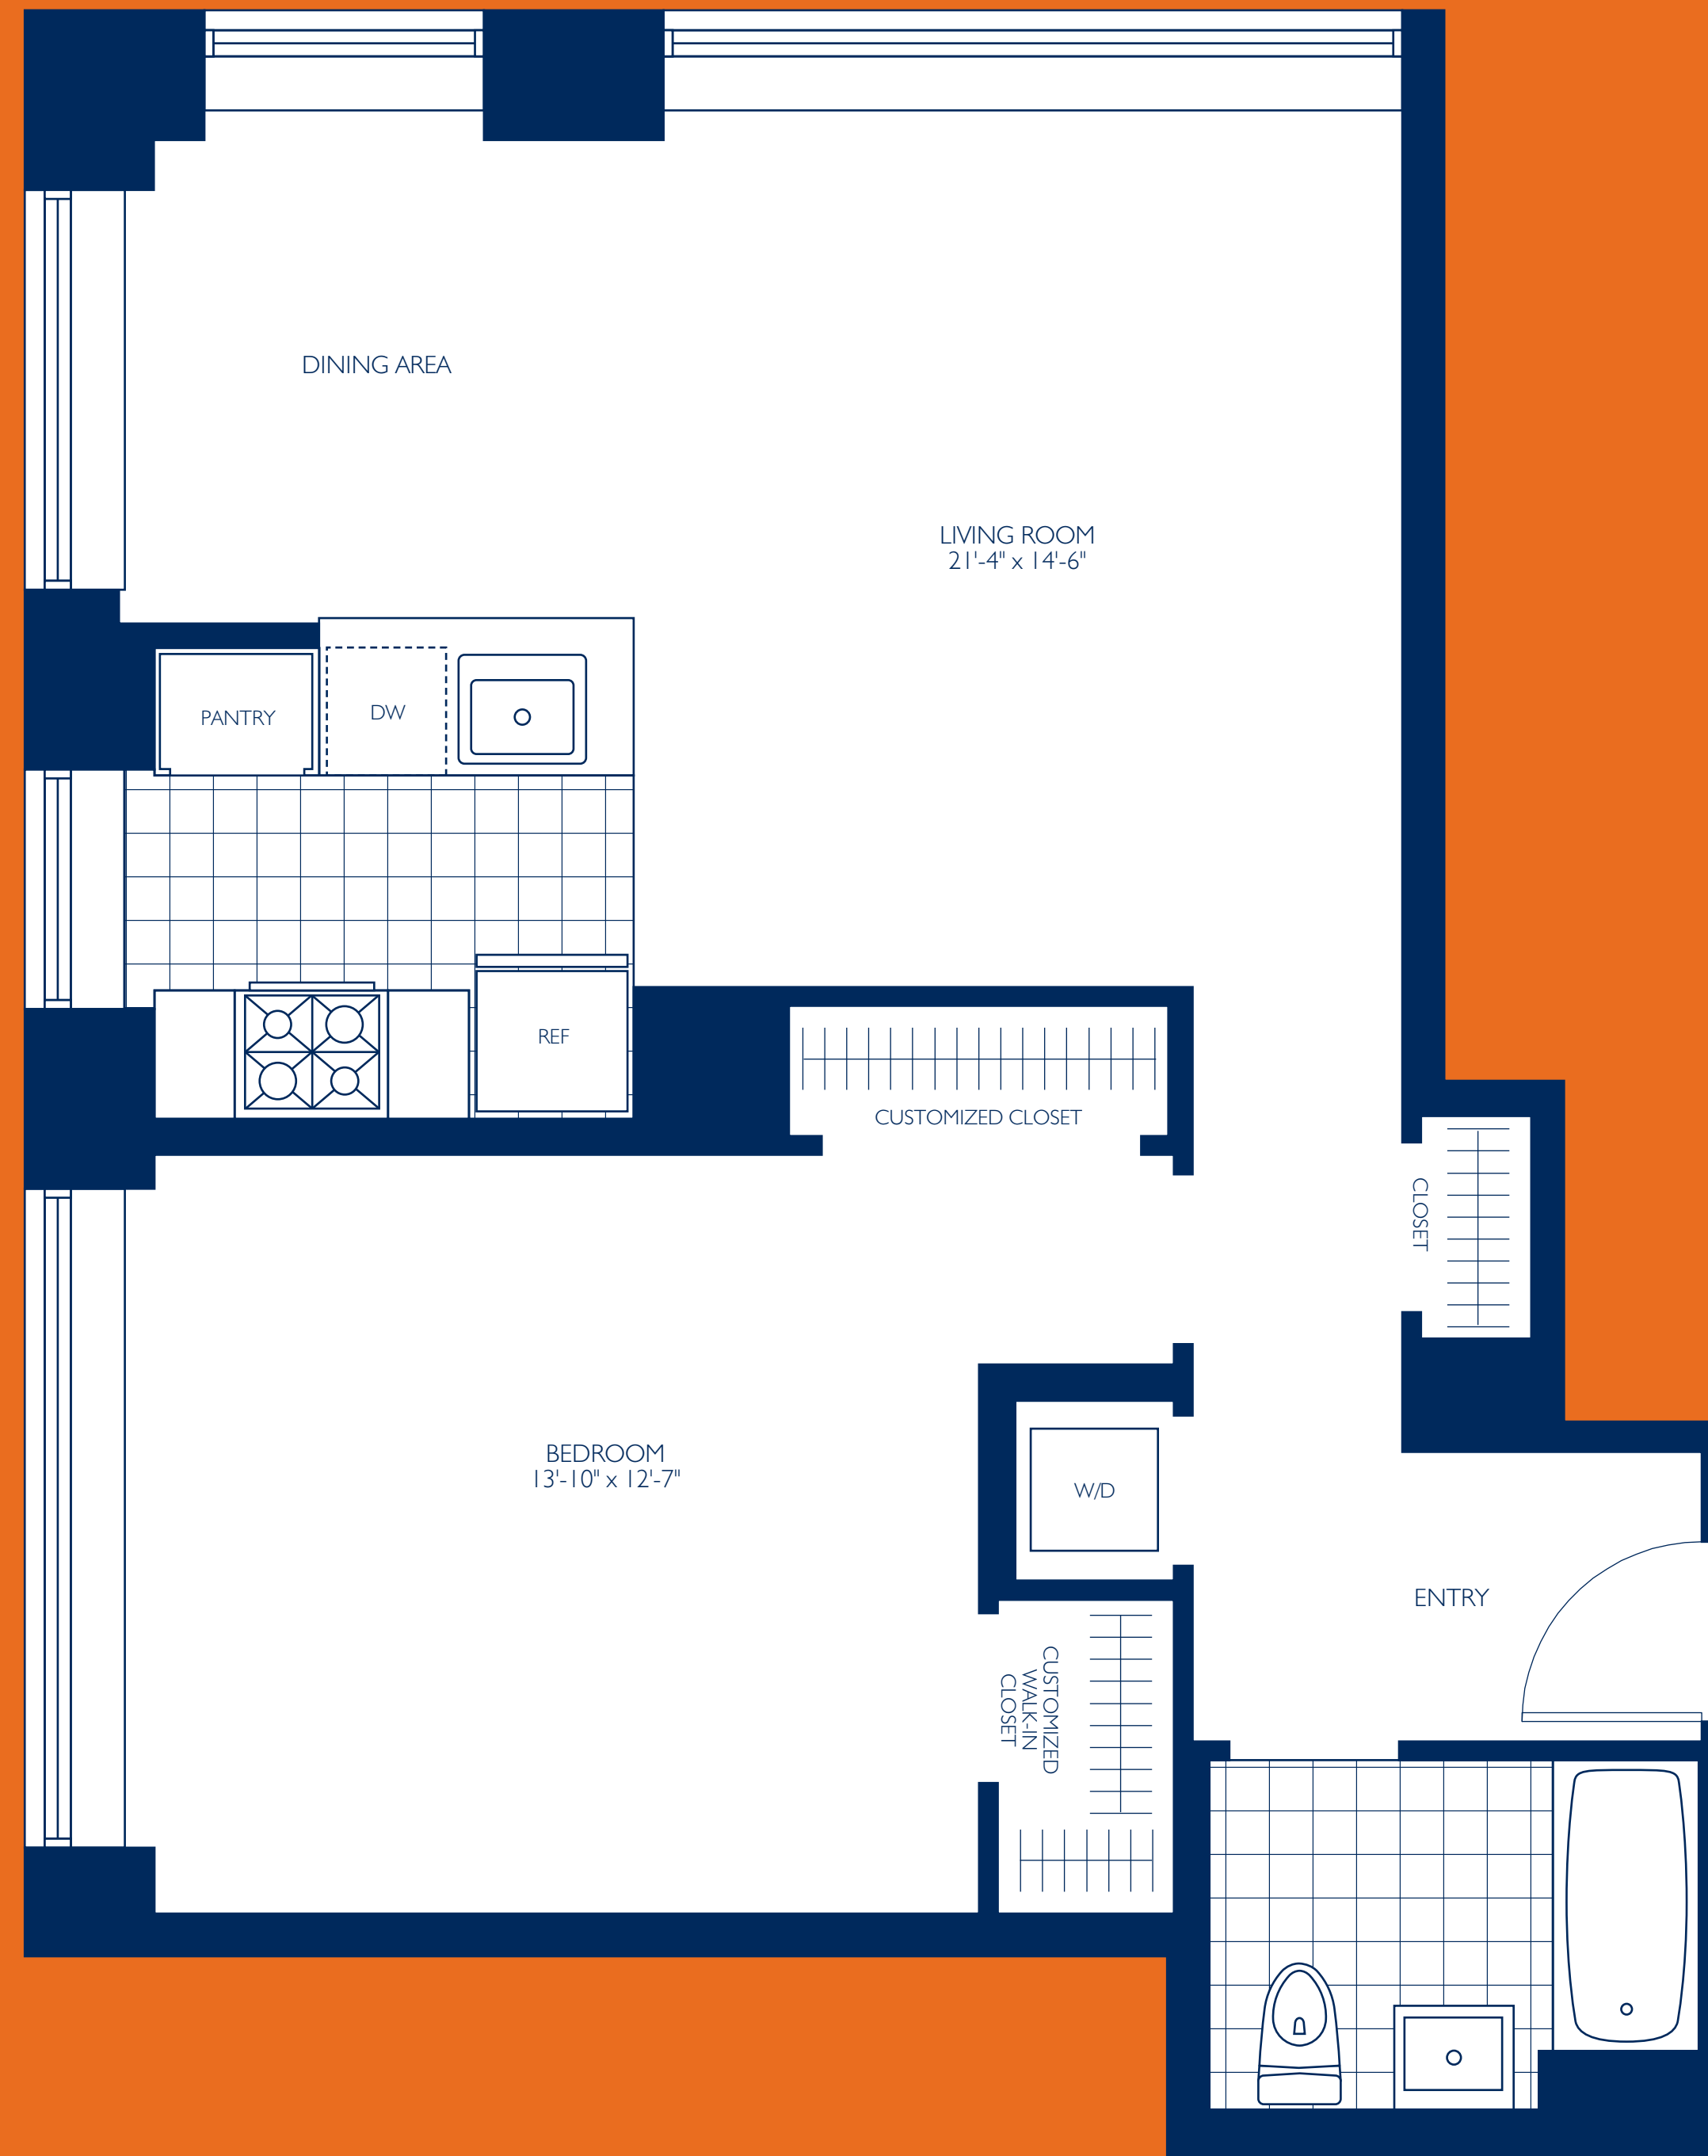 DINING AREA
LIVING ROOM
21'-4" x 14'-6"
PANTRY
DW
REF
CUSTOMIZED CLOSET
CLOSET
BEDROOM
13'-10" x 12'-7"
W/D
ENTRY
CUSTOMIZED
WALK-IN
CLOSET